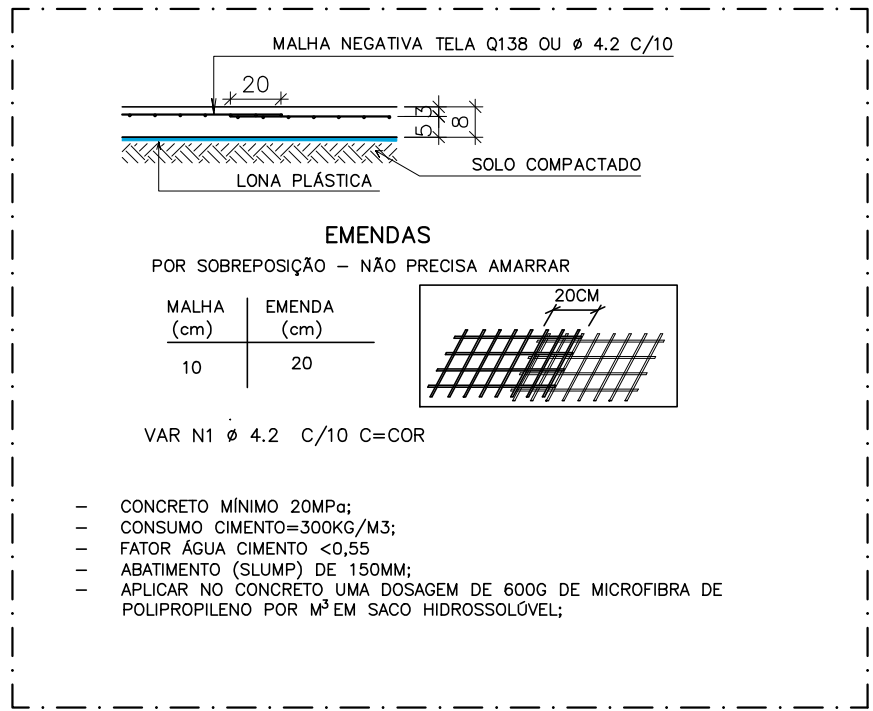 MALHA NEGATIVA TELA Q138 OU ø 4.2 C/10
20
3
5
8
SOLO COMPACTADO
LONA PLÁSTICA
EMENDAS
POR SOBREPOSIÇÃO – NÃO PRECISA AMARRAR
MALHA (cm) EMENDA (cm)
10 20
20CM
VAR N1 ø 4.2 C/10 C=COR
– CONCRETO MÍNIMO 20MPa;
– CONSUMO CIMENTO=300KG/M3;
– FATOR ÁGUA CIMENTO <0,55
– ABATIMENTO (SLUMP) DE 150MM;
– APLICAR NO CONCRETO UMA DOSAGEM DE 600G DE MICROFIBRA DE
POLIPROPILENO POR M³ EM SACO HIDROSSOLÚVEL;